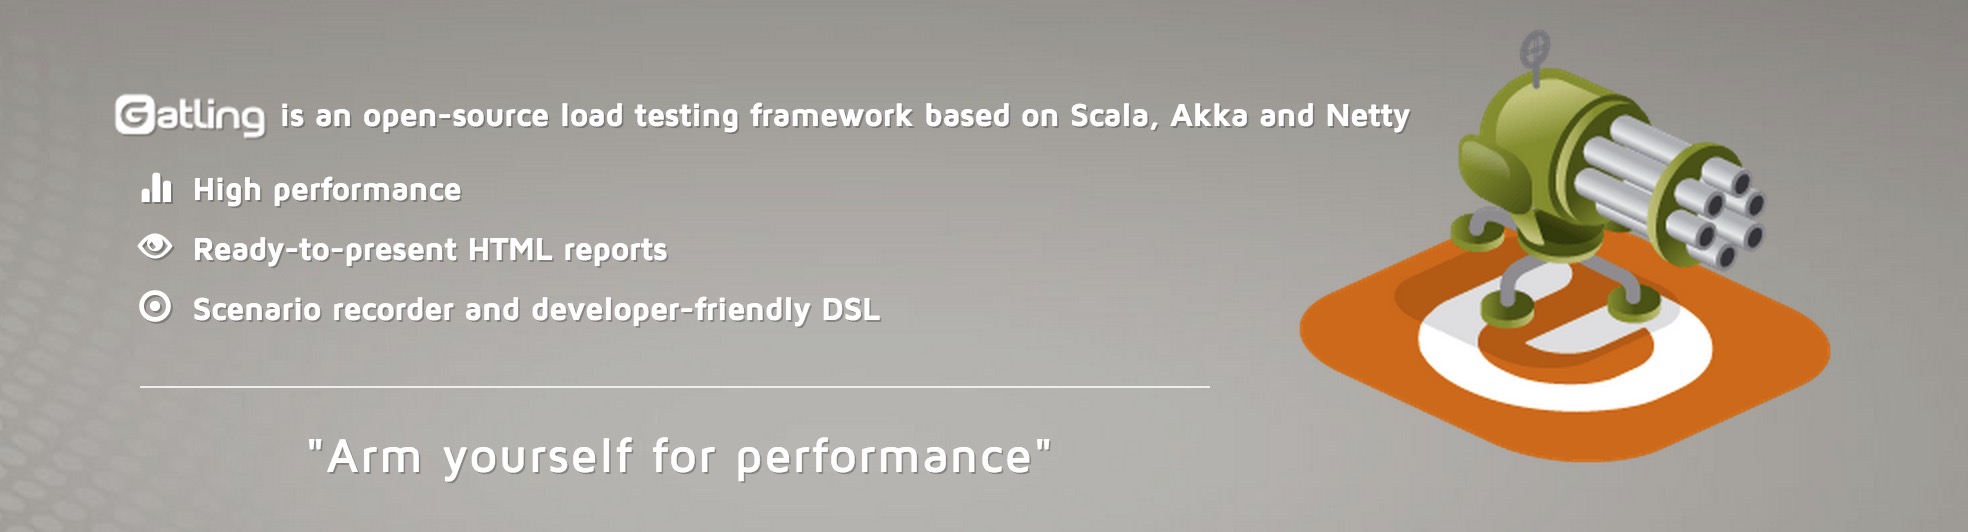 Gatling is an open-source load testing framework based on Scala, Akka and Netty
High performance
Ready-to-present HTML reports
Scenario recorder and developer-friendly DSL
"Arm yourself for performance"